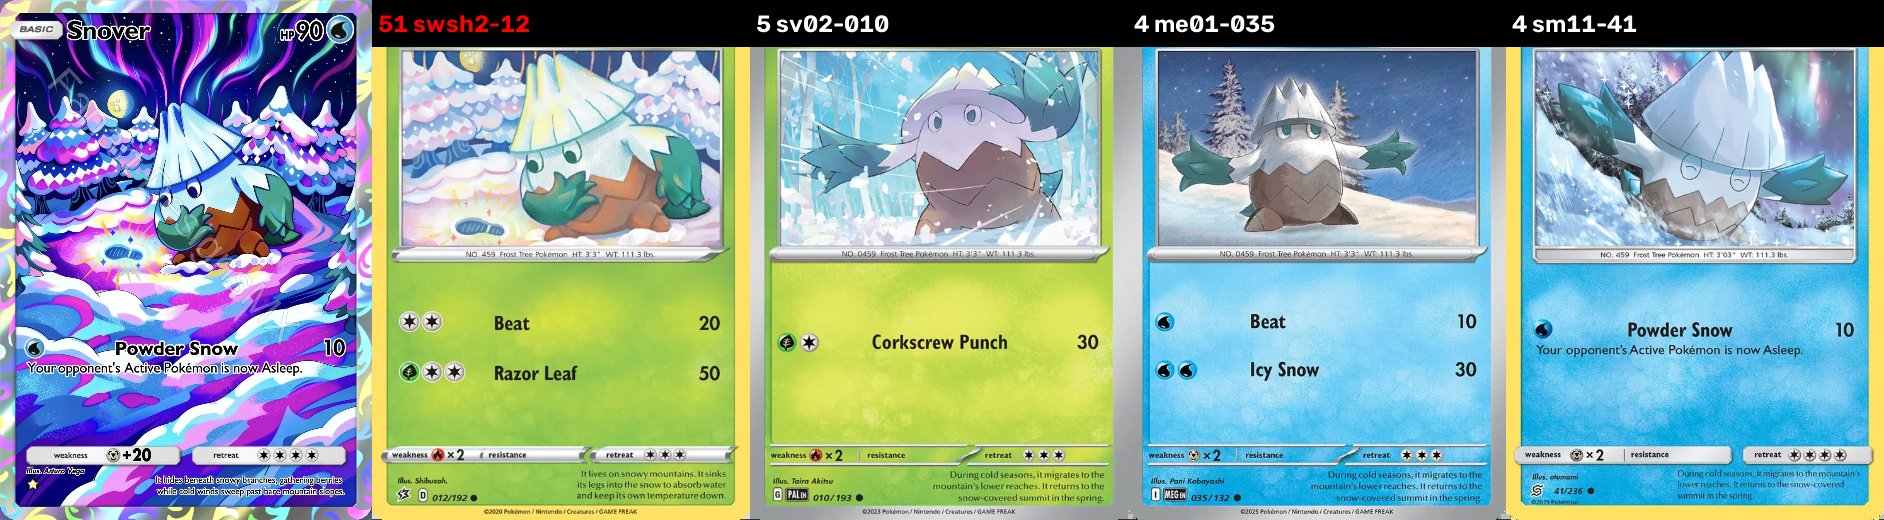 BASIC Snover HP 90
Powder Snow 10
Your opponent's Active Pokémon is now Asleep.
weakness +20 retreat
Illus. Arturo Vega
It hides beneath snowy branches, gathering berries
while cold winds sweep past bare mountain slopes.
51 swsh2-12
NO. 459 Frost Tree Pokémon HT: 3'3" WT: 111.3 lbs.
Beat 20
Razor Leaf 50
weakness ×2 resistance retreat
Illus. Shibuzoh.
It lives on snowy mountains. It sinks
its legs into the snow to absorb water
and keep its own temperature down.
D 012/192
©2020 Pokémon / Nintendo / Creatures / GAME FREAK
5 sv02-010
NO. 0459 Frost Tree Pokémon HT: 3'3" WT: 111.3 lbs.
Corkscrew Punch 30
weakness ×2 resistance retreat
Illus. Taira Akitsu
During cold seasons, it migrates to the
mountain's lower reaches. It returns to the
snow-covered summit in the spring.
G PAL EN 010/193
©2023 Pokémon / Nintendo / Creatures / GAME FREAK
4 me01-035
NO. 0459 Frost Tree Pokémon HT: 3'3" WT: 111.3 lbs.
Beat 10
Icy Snow 30
weakness ×2 resistance retreat
Illus. Pani Kobayashi
During cold seasons, it migrates to the
mountain's lower reaches. It returns to the
snow-covered summit in the spring.
I MEG EN 035/132
©2025 Pokémon / Nintendo / Creatures / GAME FREAK
4 sm11-41
NO. 459 Frost Tree Pokémon HT: 3'03" WT: 111.3 lbs.
Powder Snow 10
Your opponent's Active Pokémon is now Asleep.
weakness ×2 resistance retreat
Illus. otumami
During cold seasons, it migrates to the mountain's
lower reaches. It returns to the snow-covered
summit in the spring.
41/236
©2019 Pokémon